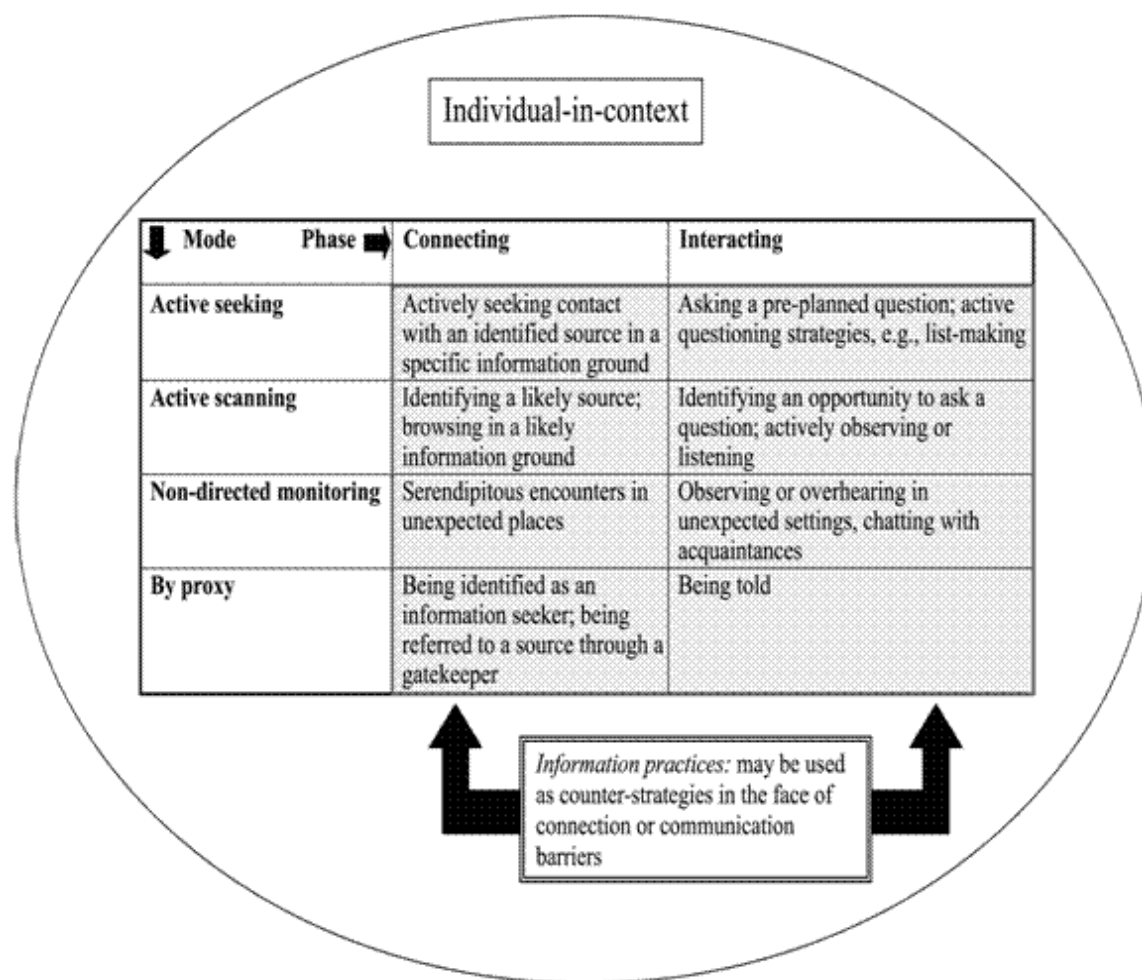 Individual-in-context
Mode Phase Connecting Interacting
Active seeking
Actively seeking contact
with an identified source in a
specific information ground
Asking a pre-planned question; active
questioning strategies, e.g., list-making
Active scanning
Identifying a likely source;
browsing in a likely
information ground
Identifying an opportunity to ask a
question; actively observing or
listening
Non-directed monitoring
Serendipitous encounters in
unexpected places
Observing or overhearing in
unexpected settings, chatting with
acquaintances
By proxy
Being identified as an
information seeker; being
referred to a source through a
gatekeeper
Being told
Information practices: may be used
as counter-strategies in the face of
connection or communication
barriers